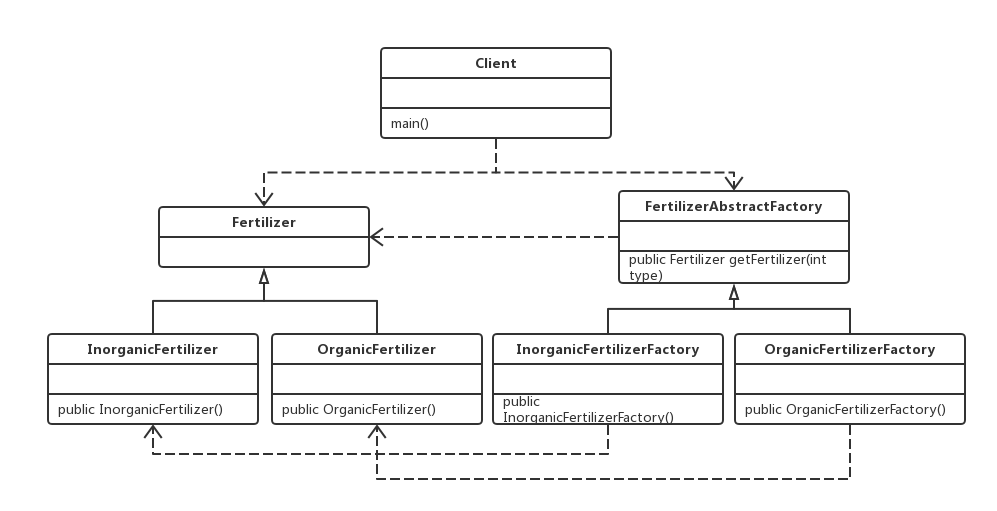 Client
main()
Fertilizer
FertilizerAbstractFactory
public Fertilizer getFertilizer(int
type)
InorganicFertilizer
public InorganicFertilizer()
OrganicFertilizer
public OrganicFertilizer()
InorganicFertilizerFactory
public
InorganicFertilizerFactory()
OrganicFertilizerFactory
public OrganicFertilizerFactory()